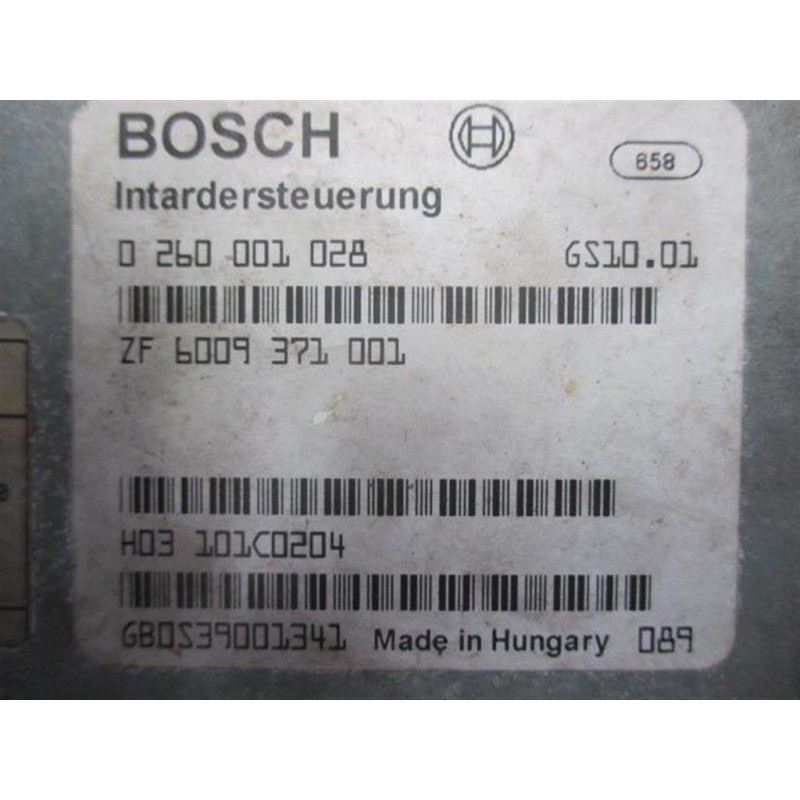 BOSCH
658
Intardersteuerung
0 260 001 028 GS10.01
ZF 6009 371 001
H03 101C0204
GBDS39001341 Made in Hungary 089